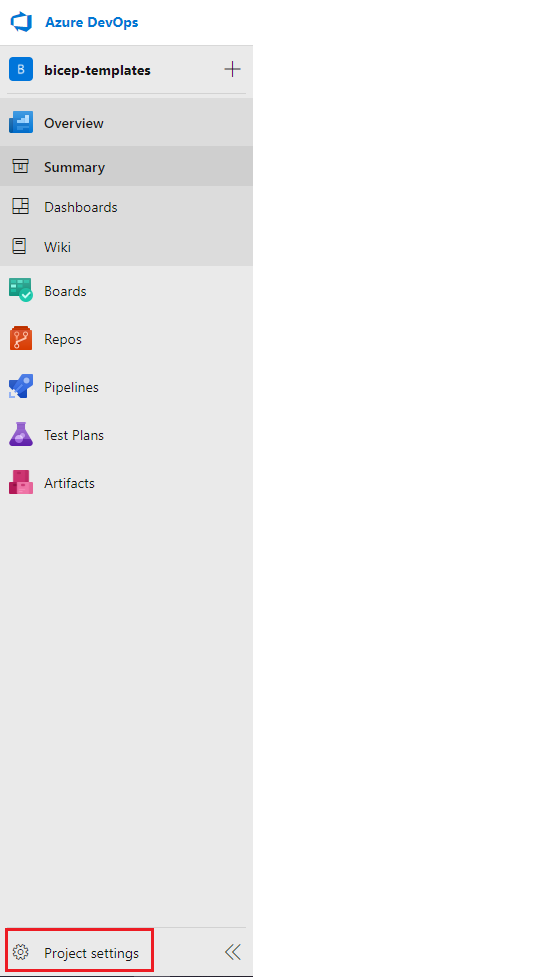 Azure DevOps
B bicep-templates
Overview
Summary
Dashboards
Wiki
Boards
Repos
Pipelines
Test Plans
Artifacts
Project settings